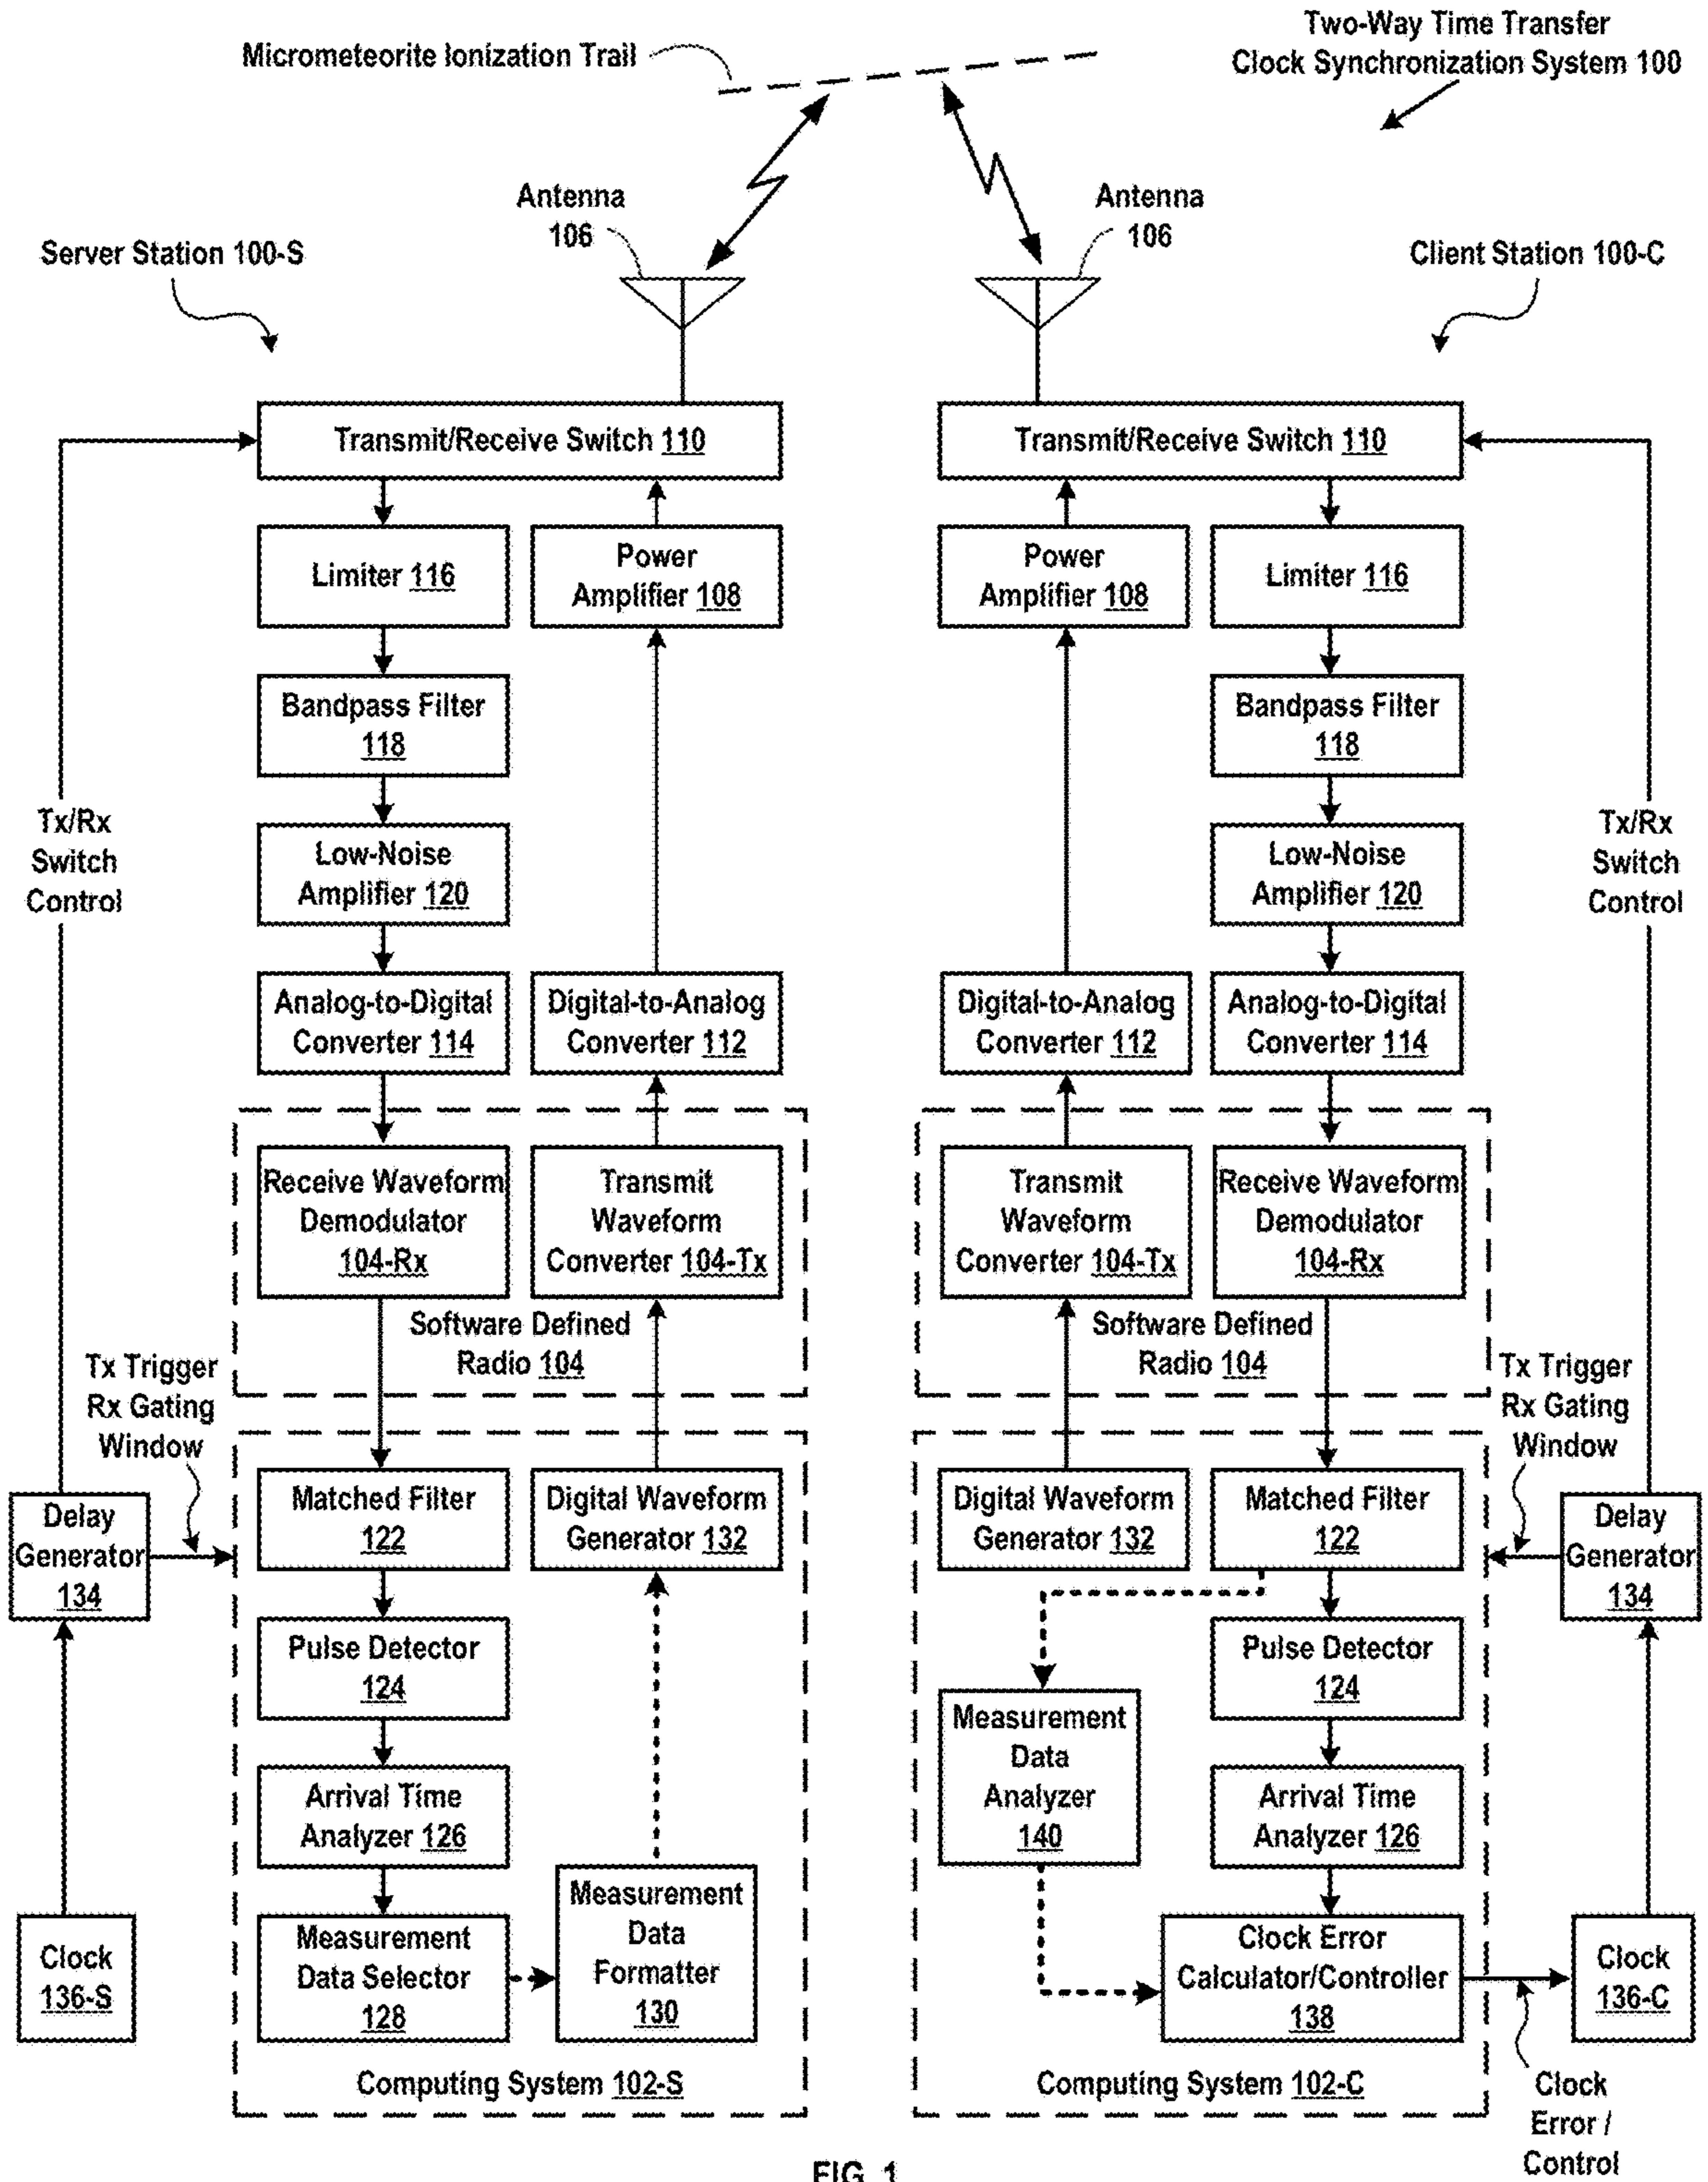 Two-Way Time Transfer
Clock Synchronization System 100
Micrometeorite Ionization Trail
Antenna
106
Antenna
106
Server Station 100-S
Client Station 100-C
Transmit/Receive Switch 110
Limiter 116
Power
Amplifier 108
Bandpass Filter
118
Tx/Rx
Switch
Control
Low-Noise
Amplifier 120
Analog-to-Digital
Converter 114
Digital-to-Analog
Converter 112
Receive Waveform
Demodulator
104-Rx
Transmit
Waveform
Converter 104-Tx
Software Defined
Radio 104
Tx Trigger
Rx Gating
Window
Delay
Generator
134
Matched Filter
122
Digital Waveform
Generator 132
Pulse Detector
124
Arrival Time
Analyzer 126
Measurement
Data Selector
128
Measurement
Data
Formatter
130
Clock
136-S
Computing System 102-S
Transmit/Receive Switch 110
Power
Amplifier 108
Limiter 116
Bandpass Filter
118
Low-Noise
Amplifier 120
Tx/Rx
Switch
Control
Digital-to-Analog
Converter 112
Analog-to-Digital
Converter 114
Transmit
Waveform
Converter 104-Tx
Receive Waveform
Demodulator
104-Rx
Software Defined
Radio 104
Tx Trigger
Rx Gating
Window
Digital Waveform
Generator 132
Matched Filter
122
Delay
Generator
134
Pulse Detector
124
Measurement
Data
Analyzer
140
Arrival Time
Analyzer 126
Clock Error
Calculator/Controller
138
Clock
136-C
Computing System 102-C
Clock
Error /
Control
FIG. 1